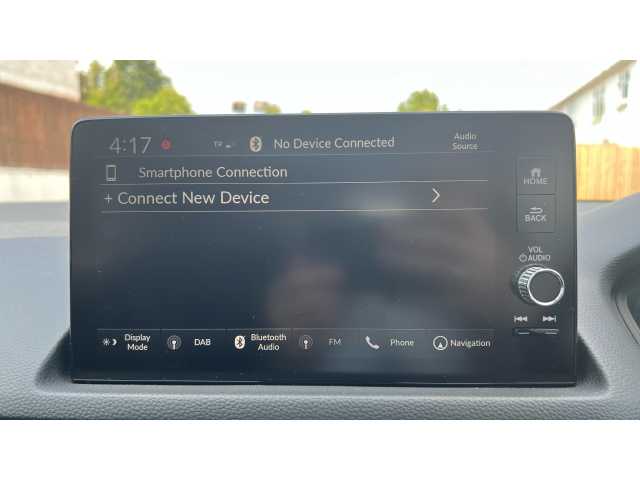 4:17 TP No Device Connected Audio Source
Smartphone Connection
+ Connect New Device
HOME
BACK
VOL
AUDIO
Display Mode
DAB
Bluetooth Audio
FM
Phone
Navigation